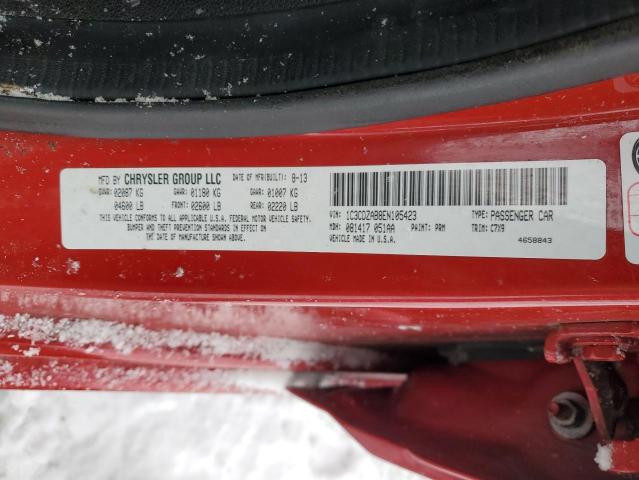 MFD BY CHRYSLER GROUP LLC DATE OF MFR(BUILT): 8-13
GVWR: 02087 KG GAWR: 01180 KG GAWR: 01007 KG
04600 LB FRONT: 02600 LB REAR: 02220 LB
THIS VEHICLE CONFORMS TO ALL APPLICABLE U.S.A. FEDERAL MOTOR VEHICLE SAFETY,
BUMPER AND THEFT PREVENTION STANDARDS IN EFFECT ON
THE DATE OF MANUFACTURE SHOWN ABOVE.
VIN: 1C3CDZAB8EN105423 TYPE: PASSENGER CAR
MDH: 081417 051AA PAINT: PRM TRIM: C7X9
VEHICLE MADE IN U.S.A. 4658843